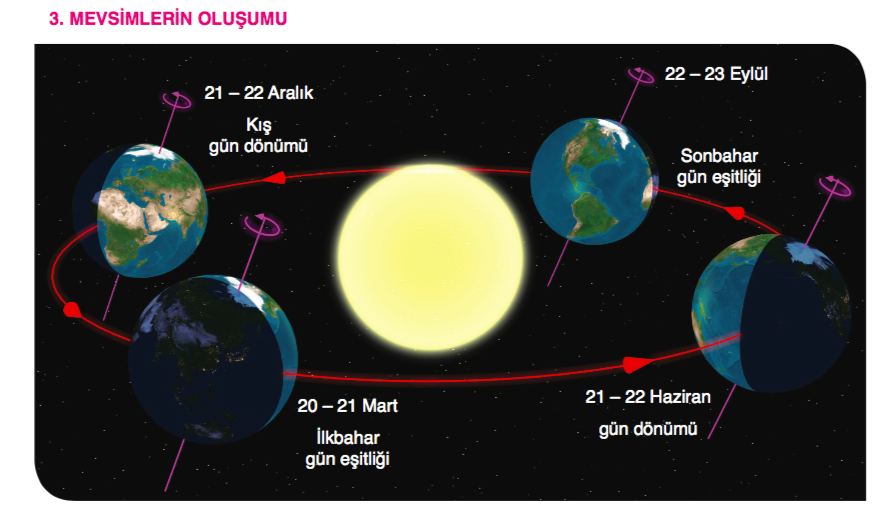 3. MEVSİMLERİN OLUŞUMU
21 – 22 Aralık
Kış
gün dönümü
22 – 23 Eylül
Sonbahar
gün eşitliği
20 – 21 Mart
İlkbahar
gün eşitliği
21 – 22 Haziran
gün dönümü